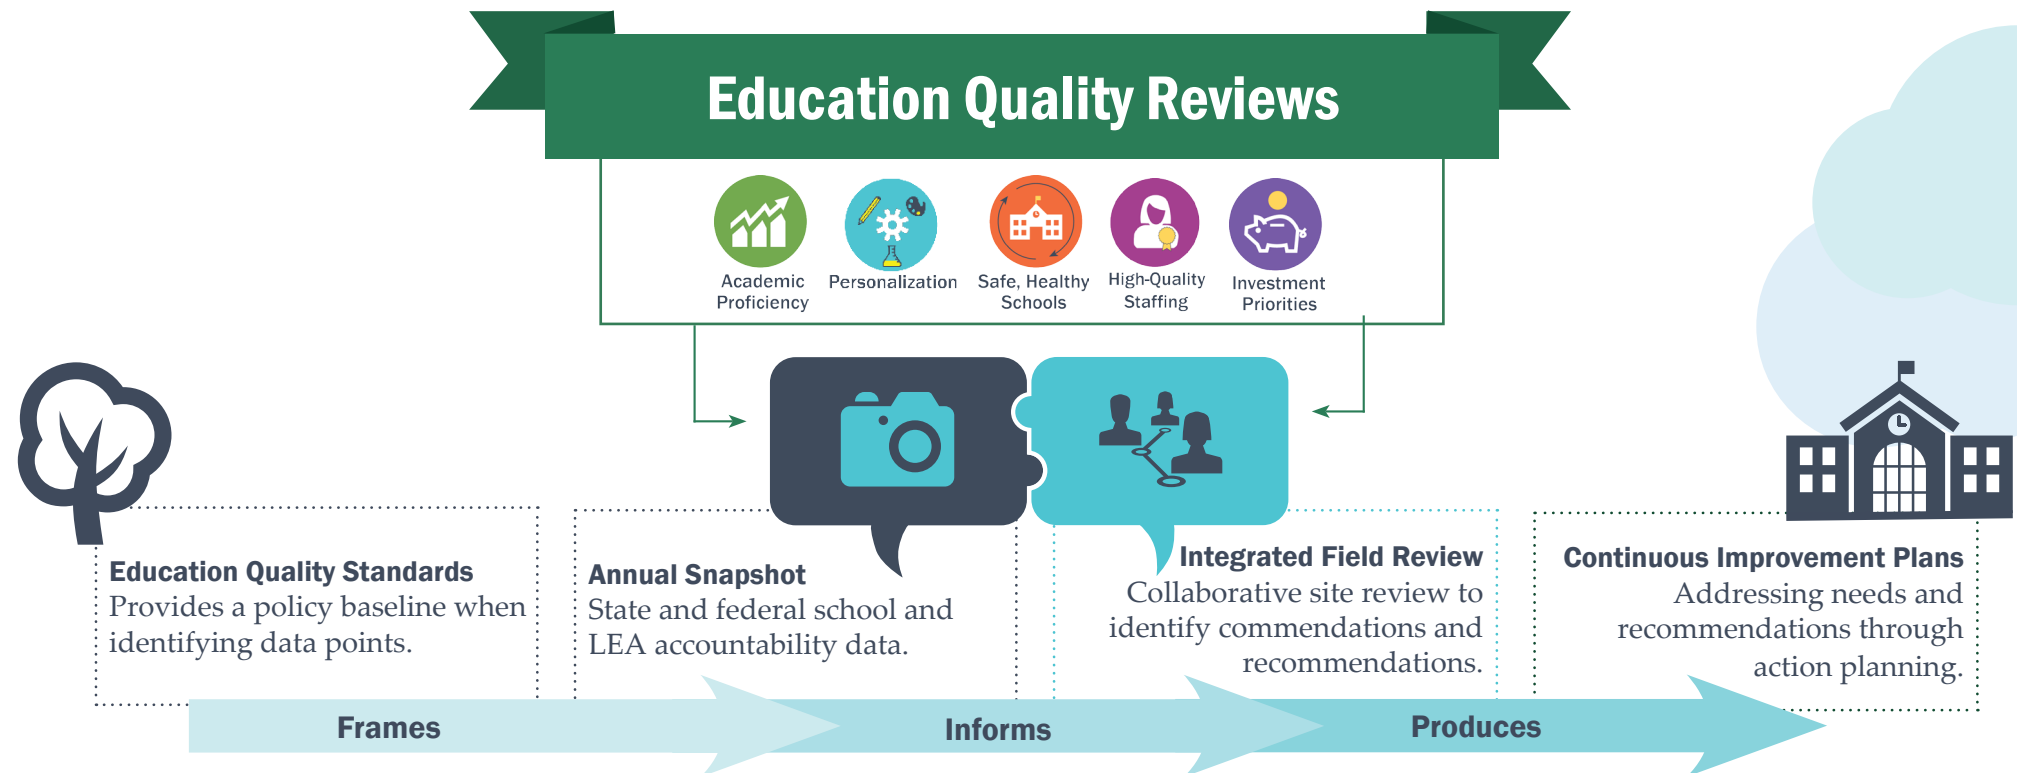 Education Quality Reviews
Academic
Proficiency
Personalization
Safe, Healthy
Schools
High-Quality
Staffing
Investment
Priorities
Education Quality Standards
Provides a policy baseline when
identifying data points.
Annual Snapshot
State and federal school and
LEA accountability data.
Integrated Field Review
Collaborative site review to
identify commendations and
recommendations.
Continuous Improvement Plans
Addressing needs and
recommendations through
action planning.
Frames
Informs
Produces